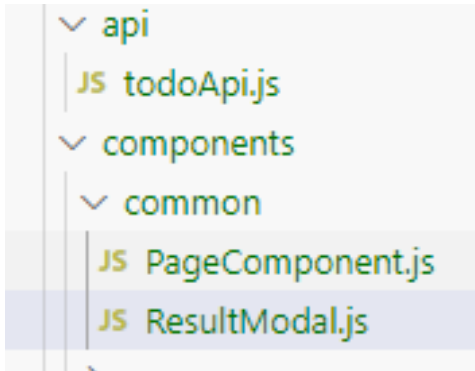 api
JS todoApi.js
components
common
JS PageComponent.js
JS ResultModal.js